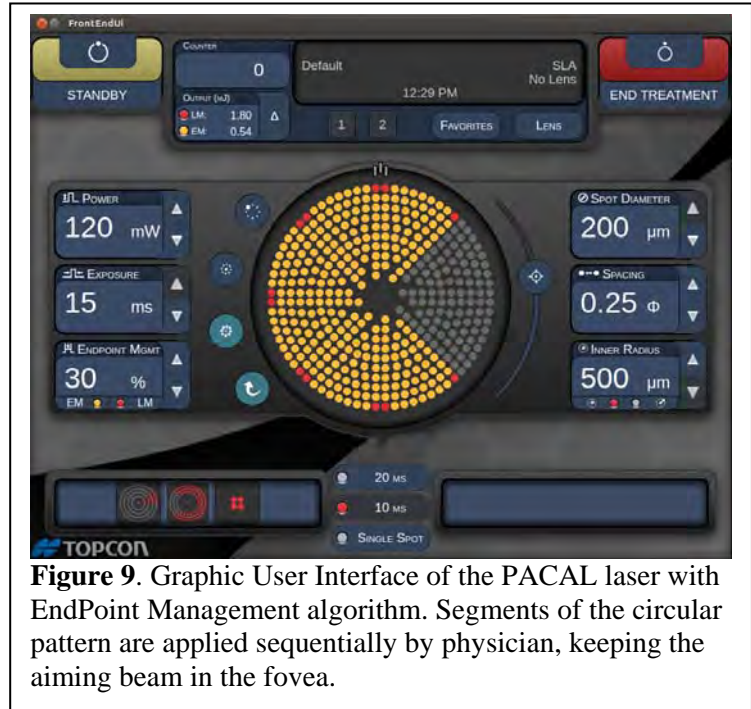 FrontEndUI
STANDBY
COUNTER
0
OUTPUT (MJ)
LM: 1.80 Δ
EM: 0.54
Default
SLA
No Lens
12:29 PM
1 2 FAVORITES LENS
END TREATMENT
POWER
120 mW
EXPOSURE
15 ms
ENDPOINT MGMT
30 %
EM LM
SPOT DIAMETER
200 µm
SPACING
0.25 Φ
INNER RADIUS
500 µm
20 MS
10 MS
SINGLE SPOT
TOPCON
Figure 9. Graphic User Interface of the PACAL laser with
EndPoint Management algorithm. Segments of the circular
pattern are applied sequentially by physician, keeping the
aiming beam in the fovea.